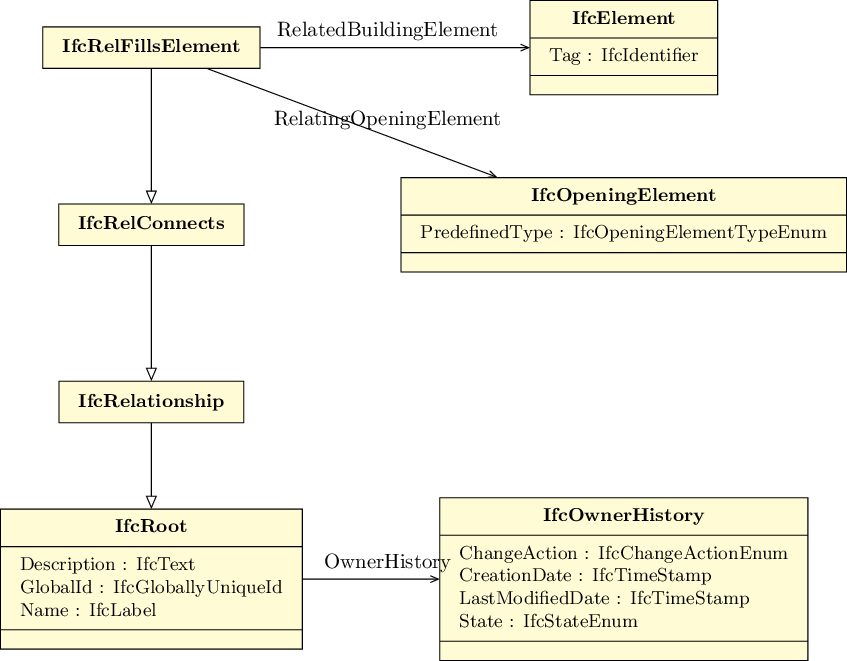 IfcRelFillsElement
RelatedBuildingElement
IfcElement
Tag : IfcIdentifier
RelatingOpeningElement
IfcOpeningElement
PredefinedType : IfcOpeningElementTypeEnum
IfcRelConnects
IfcRelationship
IfcRoot
Description : IfcText
GlobalId : IfcGloballyUniqueId
Name : IfcLabel
OwnerHistory
IfcOwnerHistory
ChangeAction : IfcChangeActionEnum
CreationDate : IfcTimeStamp
LastModifiedDate : IfcTimeStamp
State : IfcStateEnum